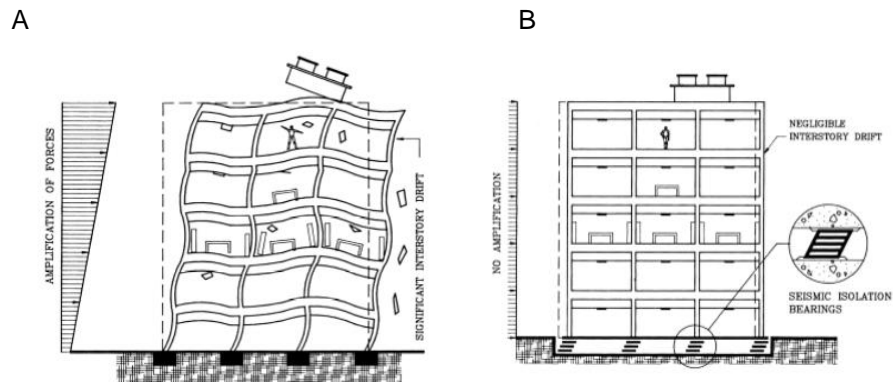 A
B
AMPLIFICATION OF FORCES
SIGNIFICANT INTERSTORY DRIFT
NO AMPLIFICATION
NEGLIGIBLE
INTERSTORY DRIFT
SEISMIC ISOLATION
BEARINGS